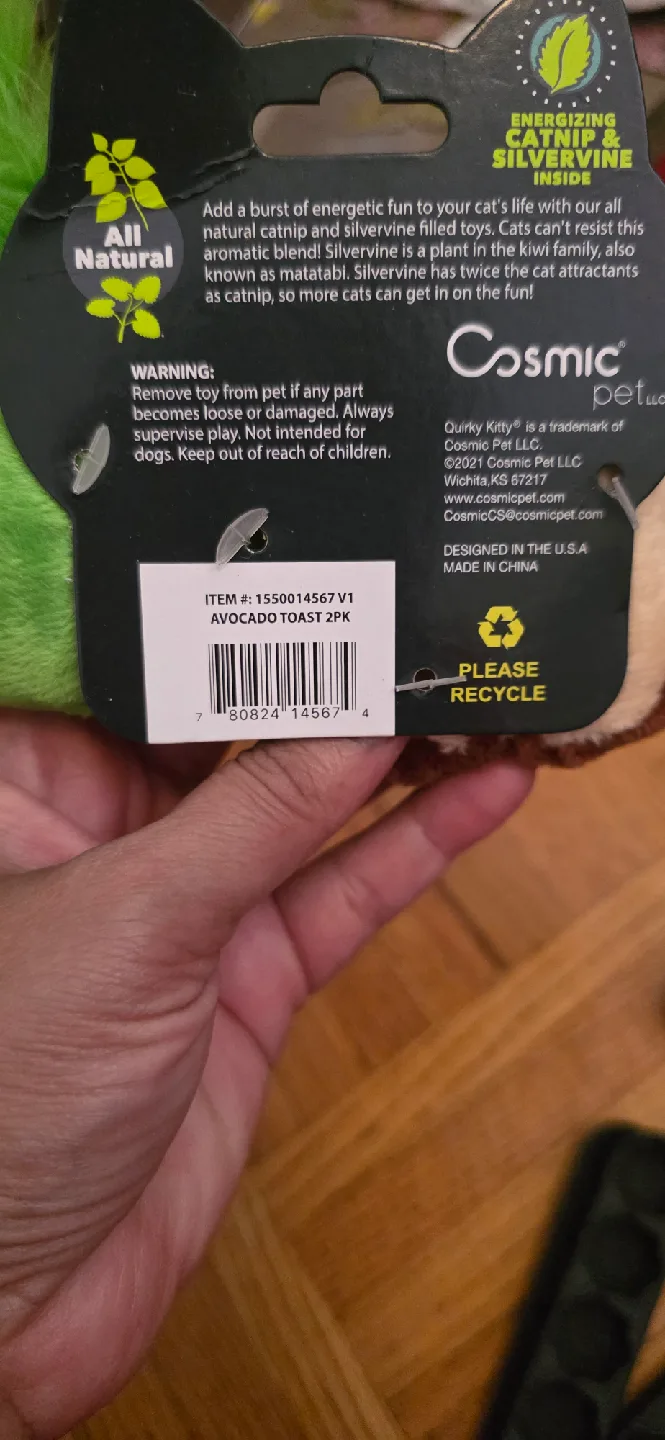 ENERGIZING
CATNIP &
SILVERVINE
INSIDE
All
Natural
Add a burst of energetic fun to your cat's life with our all
natural catnip and silvervine filled toys. Cats can't resist this
aromatic blend! Silvervine is a plant in the kiwi family, also
known as matatabi. Silvervine has twice the cat attractants
as catnip, so more cats can get in on the fun!
WARNING:
Remove toy from pet if any part
becomes loose or damaged. Always
supervise play. Not intended for
dogs. Keep out of reach of children.
Cosmic®
pet LLC
Quirky Kitty® is a trademark of
Cosmic Pet LLC.
©2021 Cosmic Pet LLC
Wichita, KS 67217
www.cosmicpet.com
CosmicCS@cosmicpet.com
DESIGNED IN THE U.S.A
MADE IN CHINA
ITEM #: 1550014567 V1
AVOCADO TOAST 2PK
7 80824 14567 4
PLEASE
RECYCLE